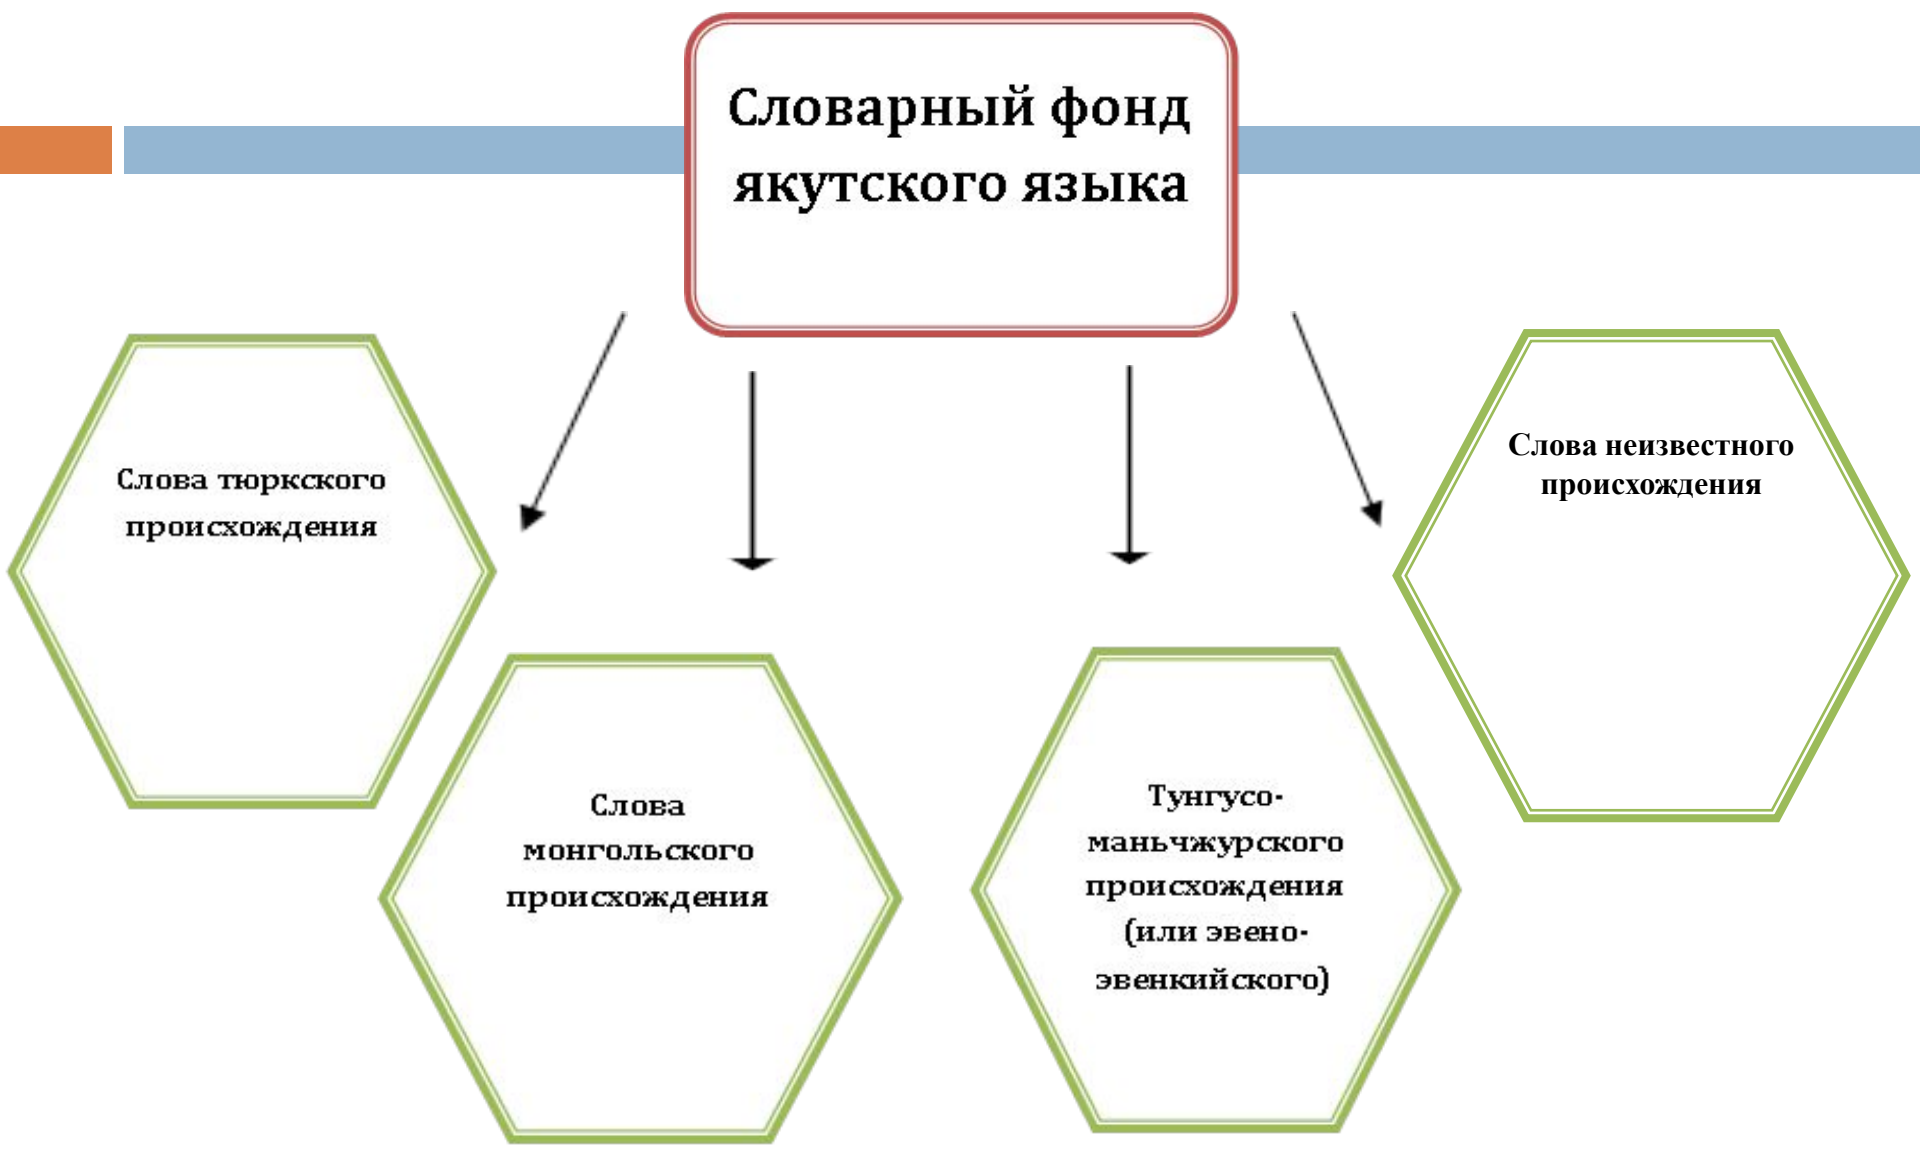 Словарный фонд
якутского языка
Слова тюркского
происхождения
Слова
монгольского
происхождения
Тунгусо-
маньчжурского
происхождения
(или эвено-
эвенкийского)
Слова неизвестного
происхождения